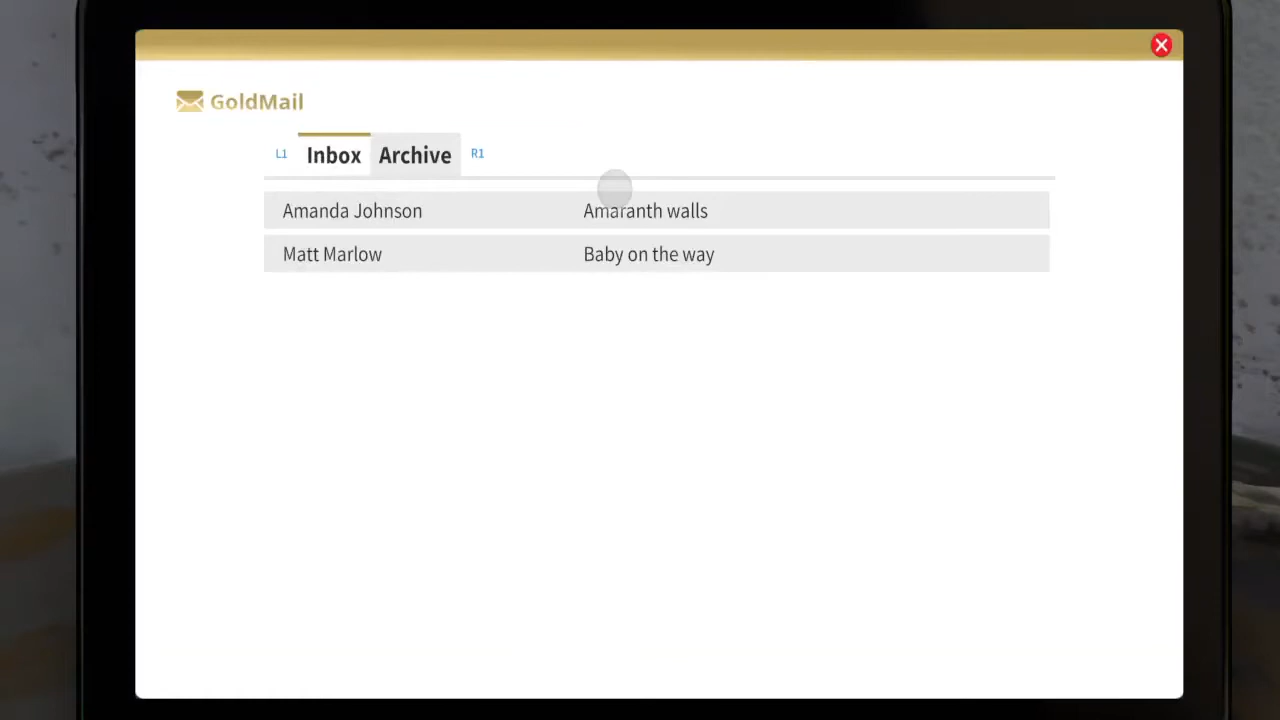 GoldMail
L1 Inbox Archive R1
Amanda Johnson Amaranth walls
Matt Marlow Baby on the way